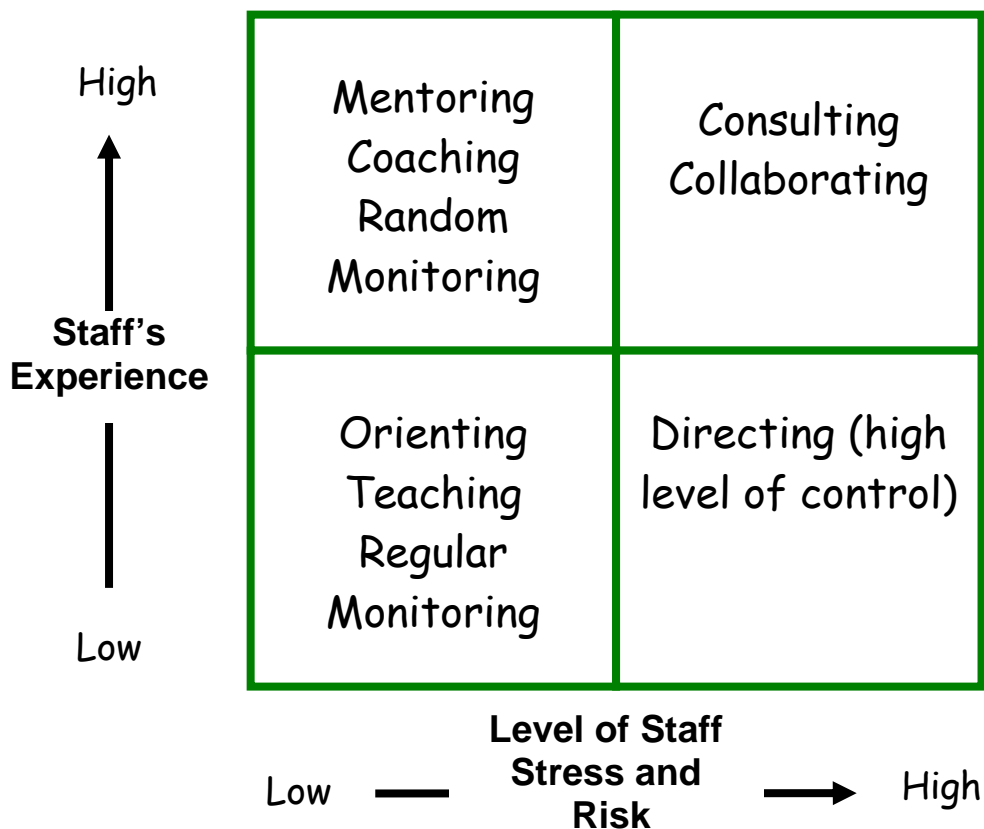 High
Staff's
Experience
Low
Mentoring
Coaching
Random
Monitoring
Consulting
Collaborating
Orienting
Teaching
Regular
Monitoring
Directing (high
level of control)
Low
Level of Staff
Stress and
Risk
High